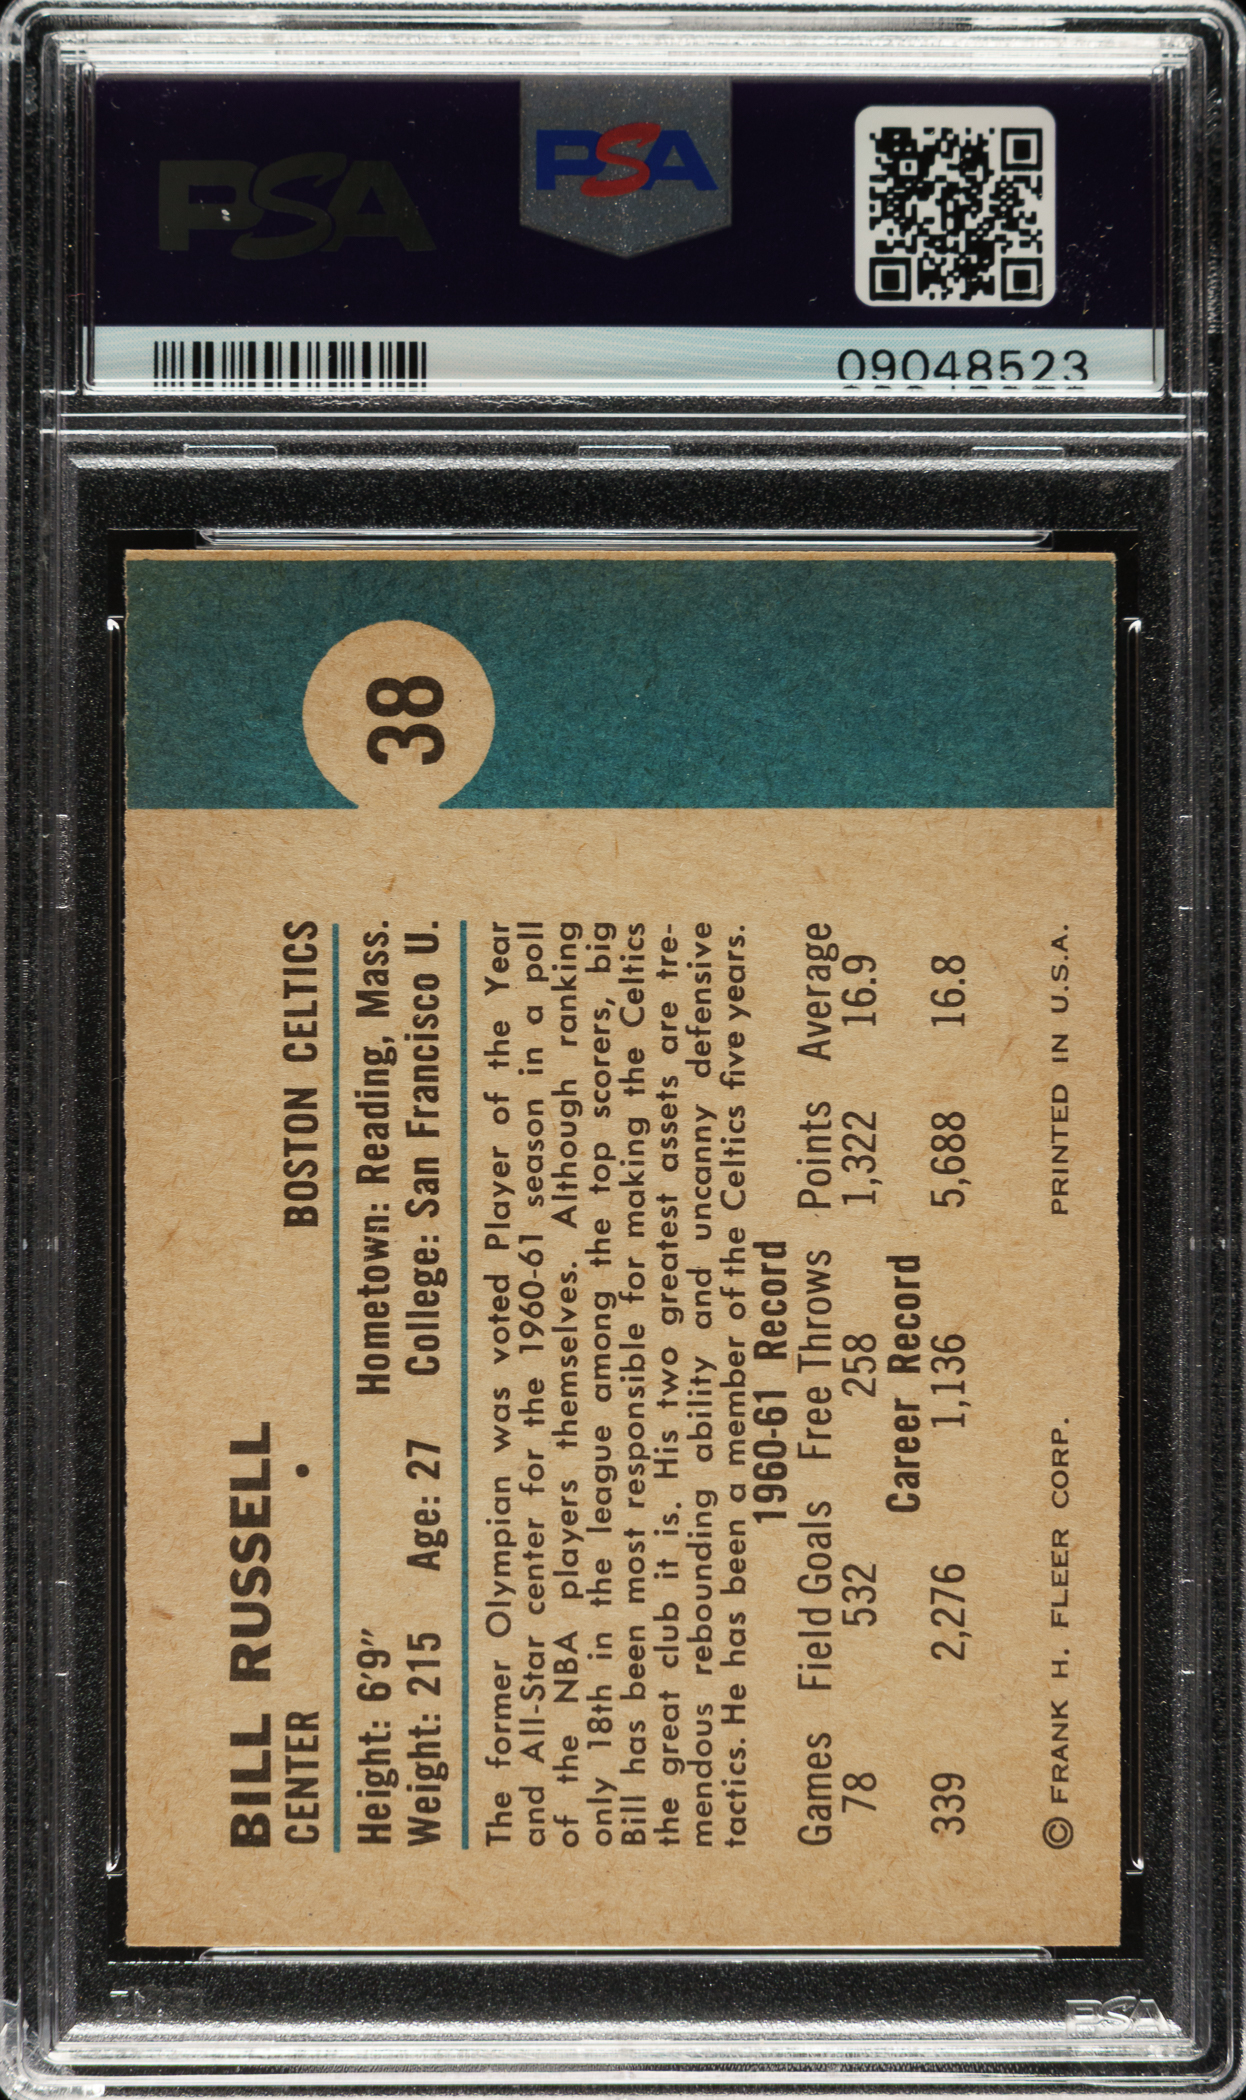 PSA
PSA
09048523
38
BILL RUSSELL
CENTER • BOSTON CELTICS
Height: 6'9" Hometown: Reading, Mass.
Weight: 215 Age: 27 College: San Francisco U.
The former Olympian was voted Player of the Year
and All-Star center for the 1960-61 season in a poll
of the NBA players themselves. Although ranking
only 18th in the league among the top scorers, big
Bill has been most responsible for making the Celtics
the great club it is. His two greatest assets are tre-
mendous rebounding ability and uncanny defensive
tactics. He has been a member of the Celtics five years.
1960-61 Record
Games Field Goals Free Throws Points Average
78 532 258 1,322 16.9
Career Record
339 2,276 1,136 5,688 16.8
© FRANK H. FLEER CORP. PRINTED IN U.S.A.
PSA